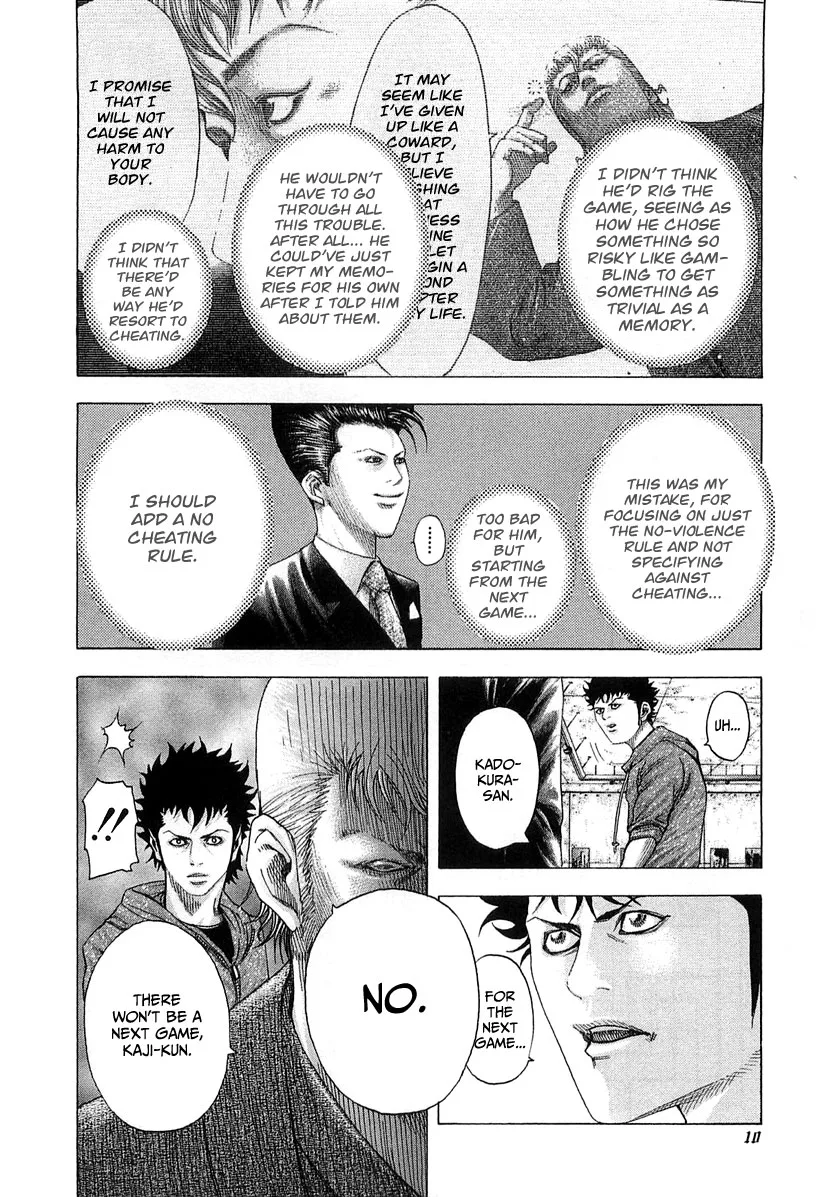 I DIDN'T THINK
HE'D RIG THE
GAME, SEEING AS
HOW HE CHOSE
SOMETHING SO
RISKY LIKE GAM-
BLING TO GET
SOMETHING AS
TRIVIAL AS A
MEMORY.
IT MAY
SEEM LIKE
I'VE GIVEN
UP LIKE A
COWARD,
BUT I
Y LIFE.
HE WOULDN'T
HAVE TO GO
THROUGH ALL
THIS TROUBLE.
AFTER ALL... HE
COULD'VE JUST
KEPT MY MEMO-
RIES FOR HIS OWN
AFTER I TOLD HIM
ABOUT THEM.
I PROMISE
THAT I
WILL NOT
CAUSE ANY
HARM TO
YOUR
BODY.
I DIDN'T
THINK THAT
THERE'D
BE ANY
WAY HE'D
RESORT TO
CHEATING.
THIS WAS MY
MISTAKE, FOR
FOCUSING ON JUST
THE NO-VIOLENCE
RULE AND NOT
SPECIFYING
AGAINST
CHEATING...
TOO BAD
FOR HIM,
BUT
STARTING
FROM THE
NEXT
GAME...
......
I SHOULD
ADD A NO
CHEATING
RULE.
UH...
KADO-
KURA-
SAN.
FOR
THE
NEXT
GAME...
NO.
!!
THERE
WON'T BE A
NEXT GAME,
KAJI-KUN.
10